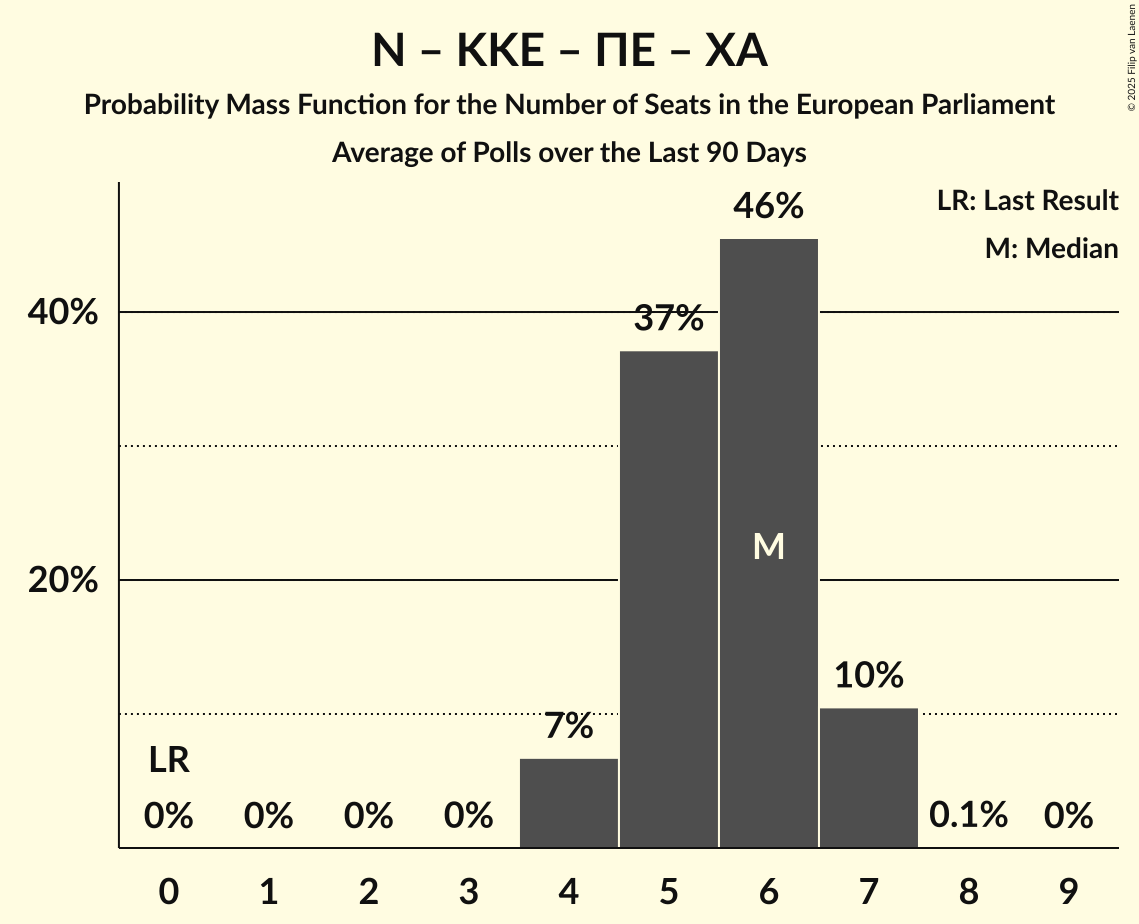 Ν – ΚΚΕ – ΠΕ – ΧΑ
Probability Mass Function for the Number of Seats in the European Parliament
Average of Polls over the Last 90 Days
© 2025 Filip van Laenen
LR: Last Result
M: Median
46%
40%
37%
M
20%
10%
7%
LR
0%
0%
0%
0%
0.1%
0%
0
1
2
3
4
5
6
7
8
9